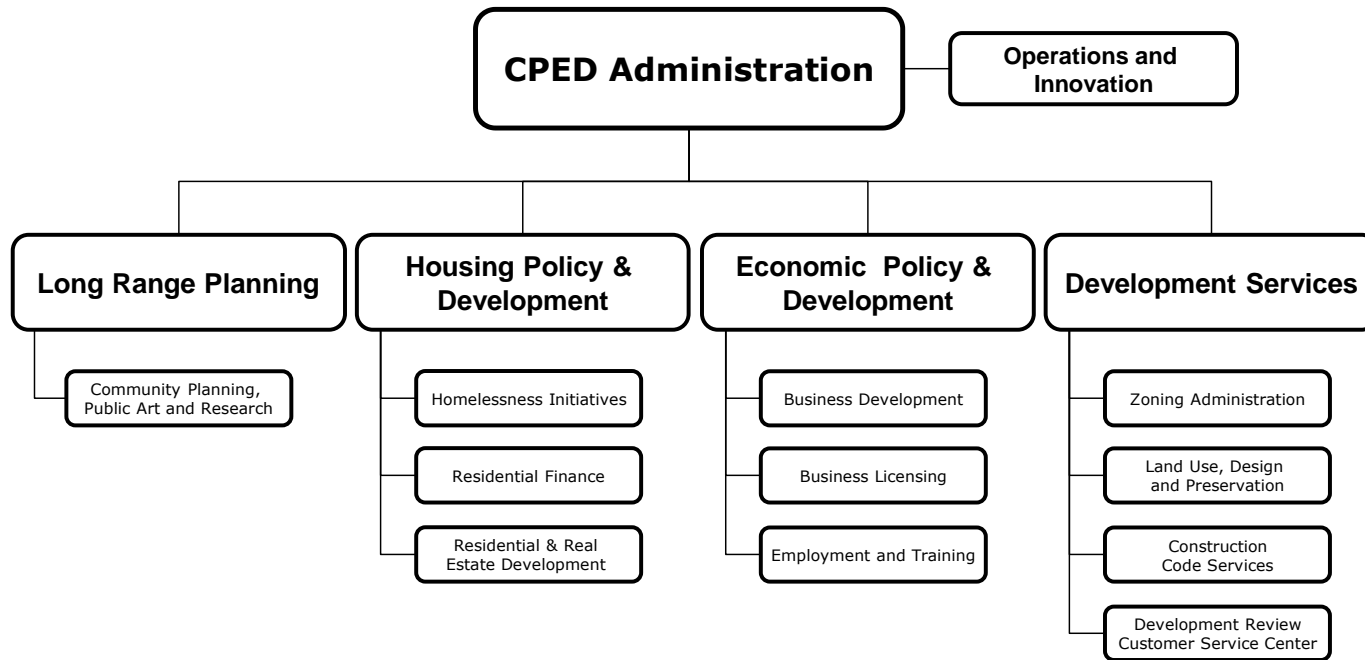 CPED Administration
Operations and
Innovation
Long Range Planning
Housing Policy &
Development
Economic Policy &
Development
Development Services
Community Planning,
Public Art and Research
Homelessness Initiatives
Residential Finance
Residential & Real
Estate Development
Business Development
Business Licensing
Employment and Training
Zoning Administration
Land Use, Design
and Preservation
Construction
Code Services
Development Review
Customer Service Center